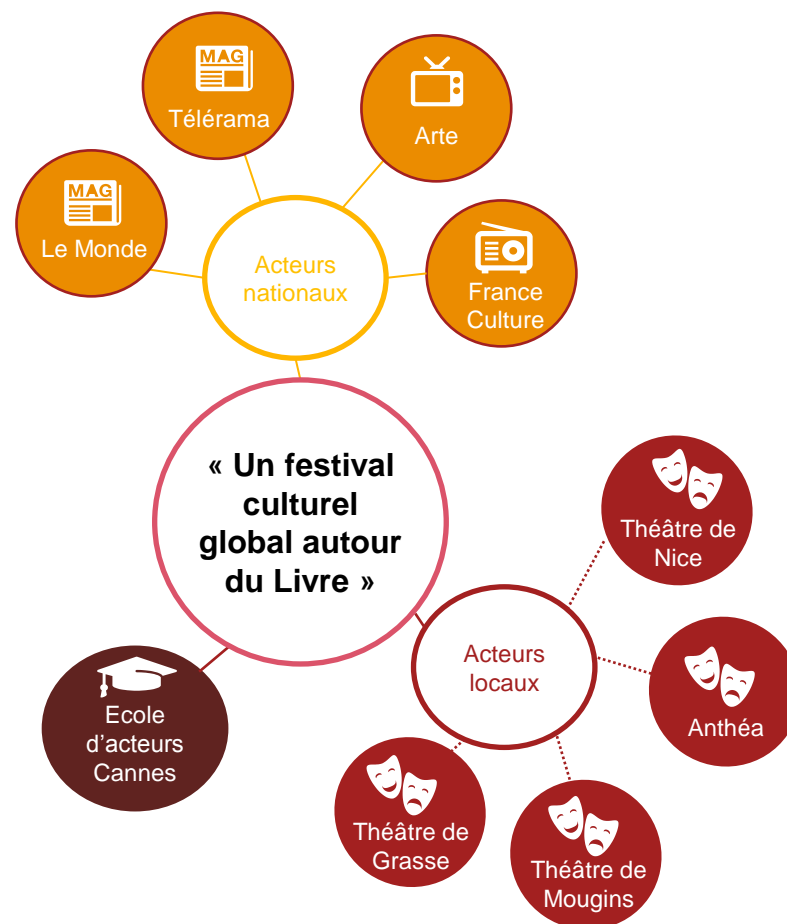 MAG
Télérama
Arte
MAG
Le Monde
Acteurs
nationaux
France
Culture
« Un festival
culturel
global autour
du Livre »
Théâtre de
Nice
Acteurs
locaux
Anthéa
Ecole
d’acteurs
Cannes
Théâtre de
Grasse
Théâtre de
Mougins